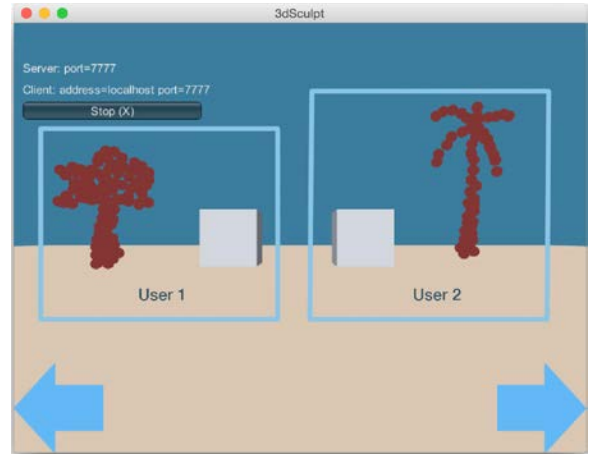 3dSculpt
Server: port=7777
Client: address=localhost port=7777
Stop (X)
User 1
User 2